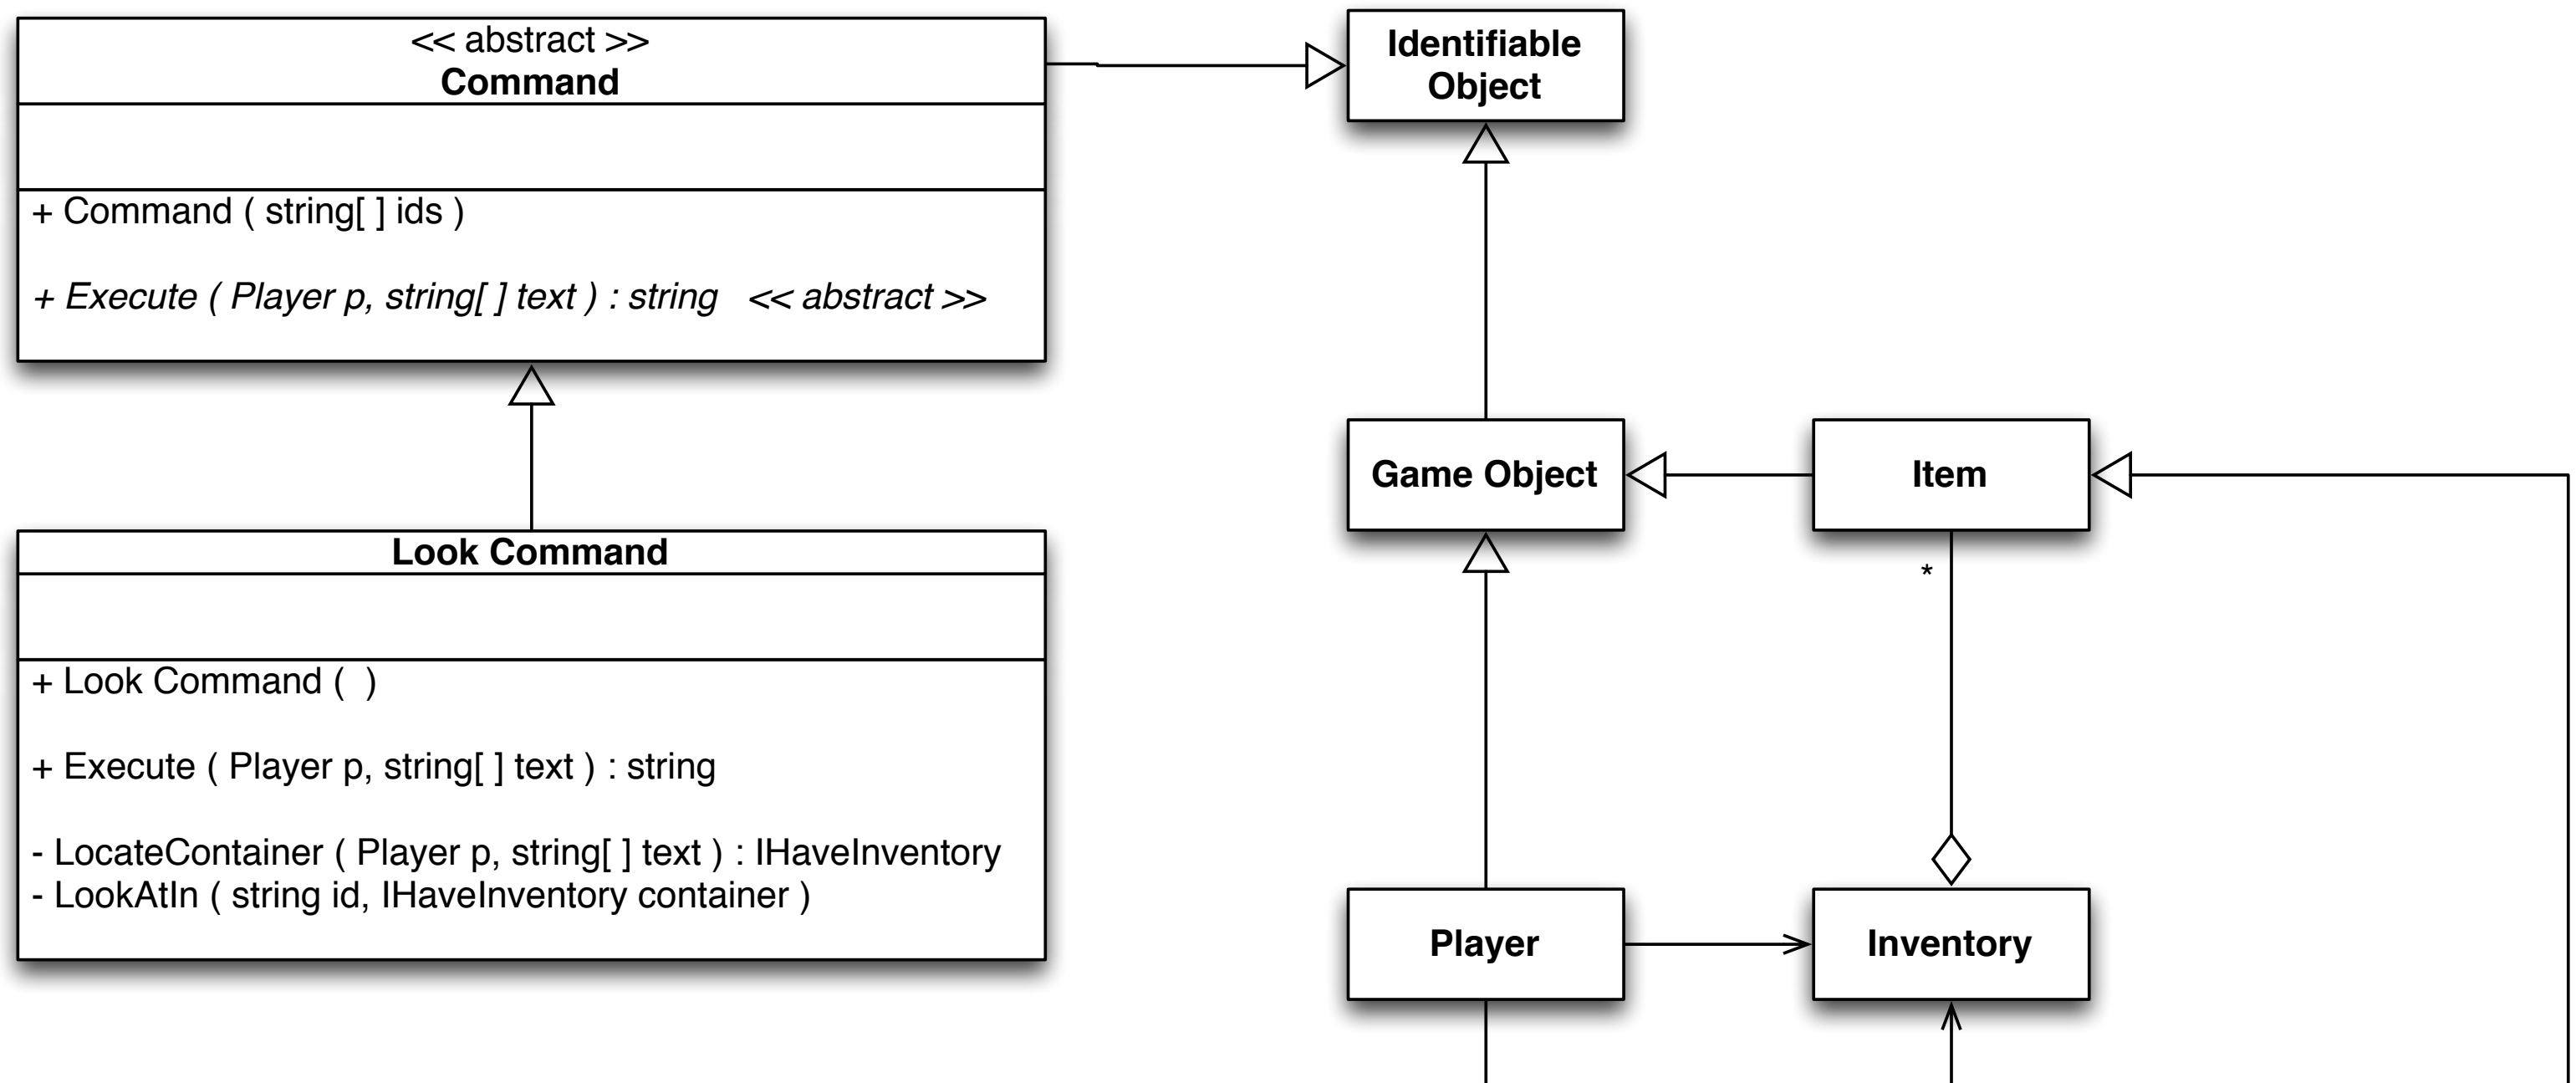 << abstract >>
Command
+ Command ( string[ ] ids )
+ Execute ( Player p, string[ ] text ) : string   << abstract >>
Look Command
+ Look Command (  )
+ Execute ( Player p, string[ ] text ) : string
- LocateContainer ( Player p, string[ ] text ) : IHaveInventory
- LookAtIn ( string id, IHaveInventory container )
Identifiable
Object
Game Object
Item
*
Player
Inventory